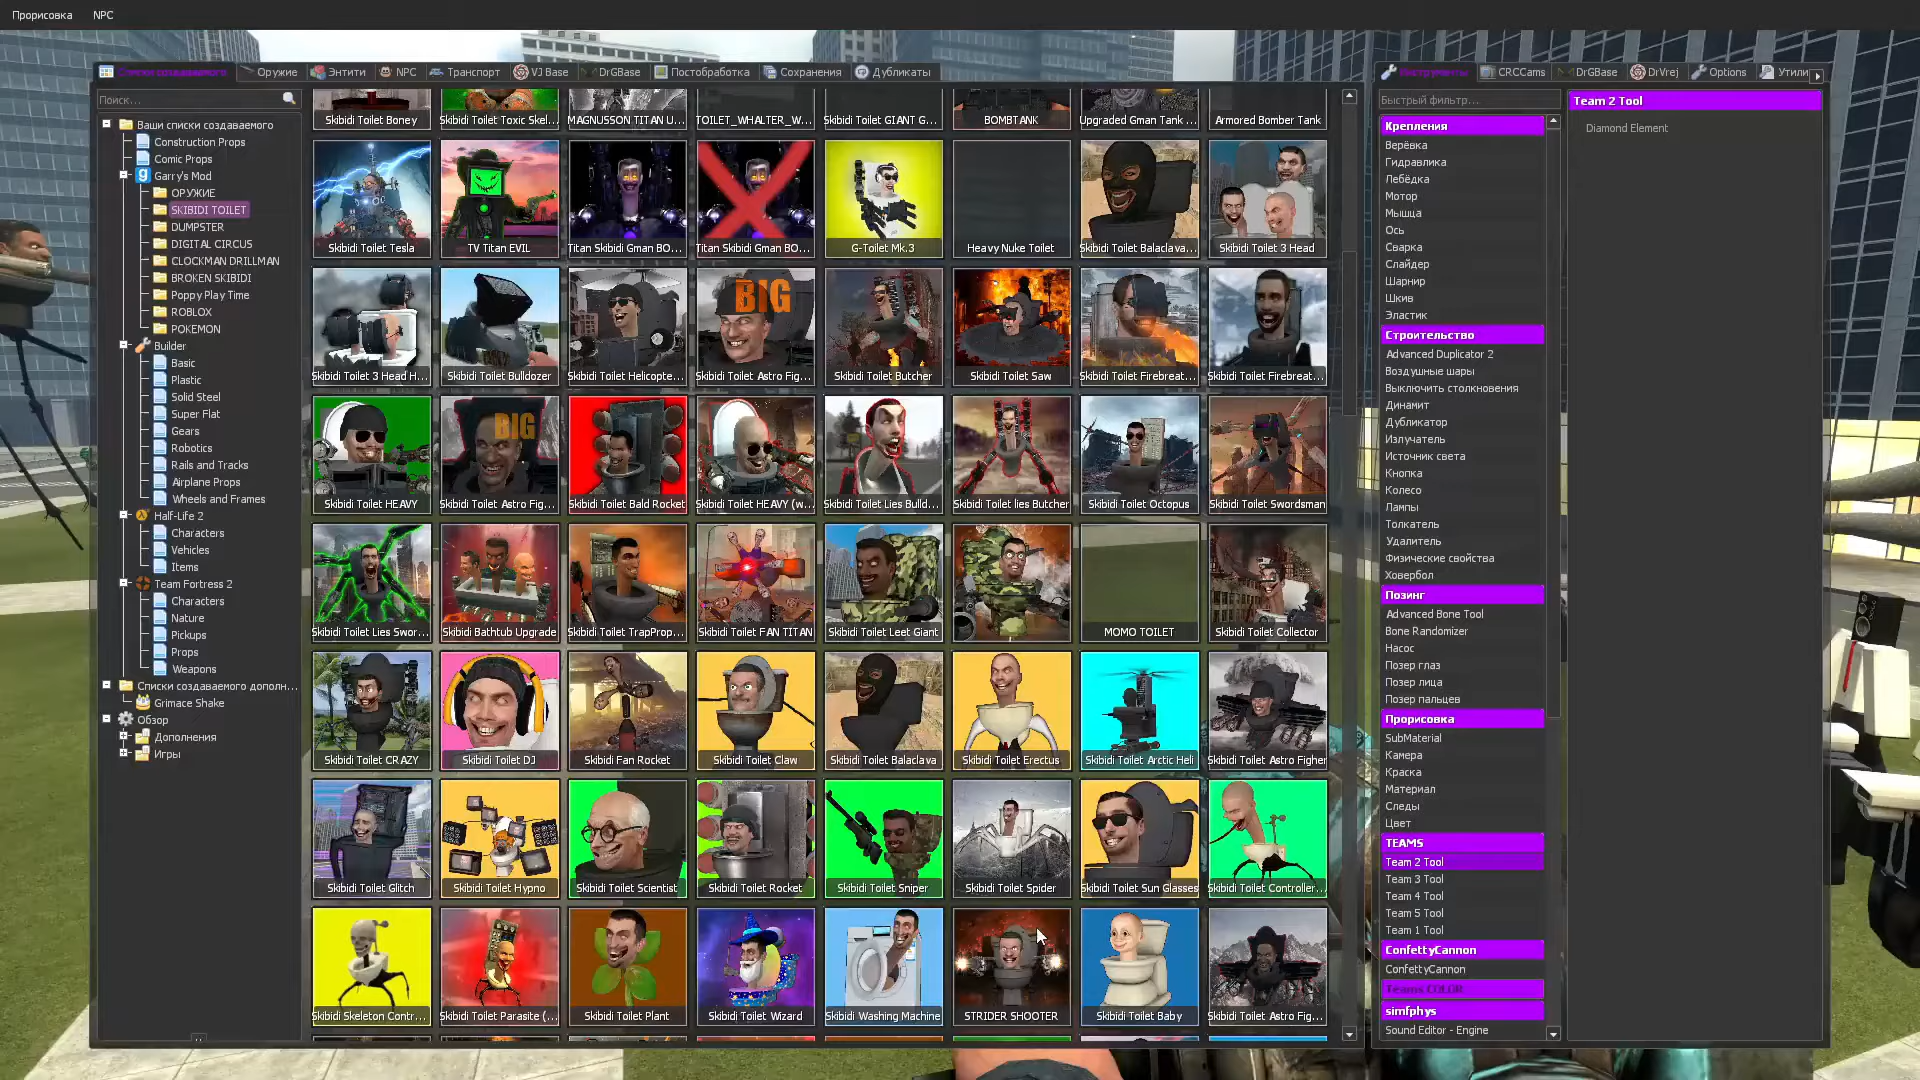 Прорисовка NPC
Списки создаваемого Оружие Энтити NPC Транспорт VJ Base DrGBase Постобработка Сохранения Дубликаты
Инструменты CRCCams DrGBase DrVrej Options Утили
Поиск...
Ваши списки создаваемого
Construction Props
Comic Props
Garry's Mod
ОРУЖИЕ
SKIBIDI TOILET
DUMPSTER
DIGITAL CIRCUS
CLOCKMAN DRILLMAN
BROKEN SKIBIDI
Poppy Play Time
ROBLOX
POKEMON
Builder
Basic
Plastic
Solid Steel
Super Flat
Gears
Robotics
Rails and Tracks
Airplane Props
Wheels and Frames
Half-Life 2
Characters
Vehicles
Items
Team Fortress 2
Characters
Nature
Pickups
Props
Weapons
Списки создаваемого дополн...
Grimace Shake
Обзор
Дополнения
Игры
Skibidi Toilet Boney Skibidi Toilet Toxic Skel... MAGNUSSON TITAN U... TOILET_WHALTER_W... Skibidi Toilet GIANT G... BOMBTANK Upgraded Gman Tank ... Armored Bomber Tank
Skibidi Toilet Tesla TV Titan EVIL Titan Skibidi Gman BO... Titan Skibidi Gman BO... G-Toilet Mk.3 Heavy Nuke Toilet Skibidi Toilet Balaclava... Skibidi Toilet 3 Head
BIG
Skibidi Toilet 3 Head H... Skibidi Toilet Bulldozer Skibidi Toilet Helicopte... Skibidi Toilet Astro Fig... Skibidi Toilet Butcher Skibidi Toilet Saw Skibidi Toilet Firebreat... Skibidi Toilet Firebreat...
BIG
Skibidi Toilet HEAVY Skibidi Toilet Astro Fig... Skibidi Toilet Bald Rocket Skibidi Toilet HEAVY (w... Skibidi Toilet Lies Bulld... Skibidi Toilet lies Butcher Skibidi Toilet Octopus Skibidi Toilet Swordsman
Skibidi Toilet Lies Swor... Skibidi Bathtub Upgrade Skibidi Toilet TrapProp... Skibidi Toilet FAN TITAN Skibidi Toilet Leet Giant MOMO TOILET Skibidi Toilet Collector
Skibidi Toilet CRAZY Skibidi Toilet DJ Skibidi Fan Rocket Skibidi Toilet Claw Skibidi Toilet Balaclava Skibidi Toilet Erectus Skibidi Toilet Arctic Heli Skibidi Toilet Astro Figher
Skibidi Toilet Glitch Skibidi Toilet Hypno Skibidi Toilet Scientist Skibidi Toilet Rocket Skibidi Toilet Sniper Skibidi Toilet Spider Skibidi Toilet Sun Glasses Skibidi Toilet Controller...
Skibidi Skeleton Contr... Skibidi Toilet Parasite (... Skibidi Toilet Plant Skibidi Toilet Wizard Skibidi Washing Machine STRIDER SHOOTER Skibidi Toilet Baby Skibidi Toilet Astro Fig...
Быстрый фильтр...
Крепления
Верёвка
Гидравлика
Лебёдка
Мотор
Мышца
Ось
Сварка
Слайдер
Шарнир
Шкив
Эластик
Строительство
Advanced Duplicator 2
Воздушные шары
Выключить столкновения
Динамит
Дубликатор
Излучатель
Источник света
Кнопка
Колесо
Лампы
Толкатель
Удалитель
Физические свойства
Ховербол
Позинг
Advanced Bone Tool
Bone Randomizer
Насос
Позер глаз
Позер лица
Позер пальцев
Прорисовка
SubMaterial
Камера
Краска
Материал
Следы
Цвет
TEAMS
Team 2 Tool
Team 3 Tool
Team 4 Tool
Team 5 Tool
Team 1 Tool
ConfettyCannon
ConfettyCannon
Teams COLOR
simfphys
Sound Editor - Engine
Team 2 Tool
Diamond Element